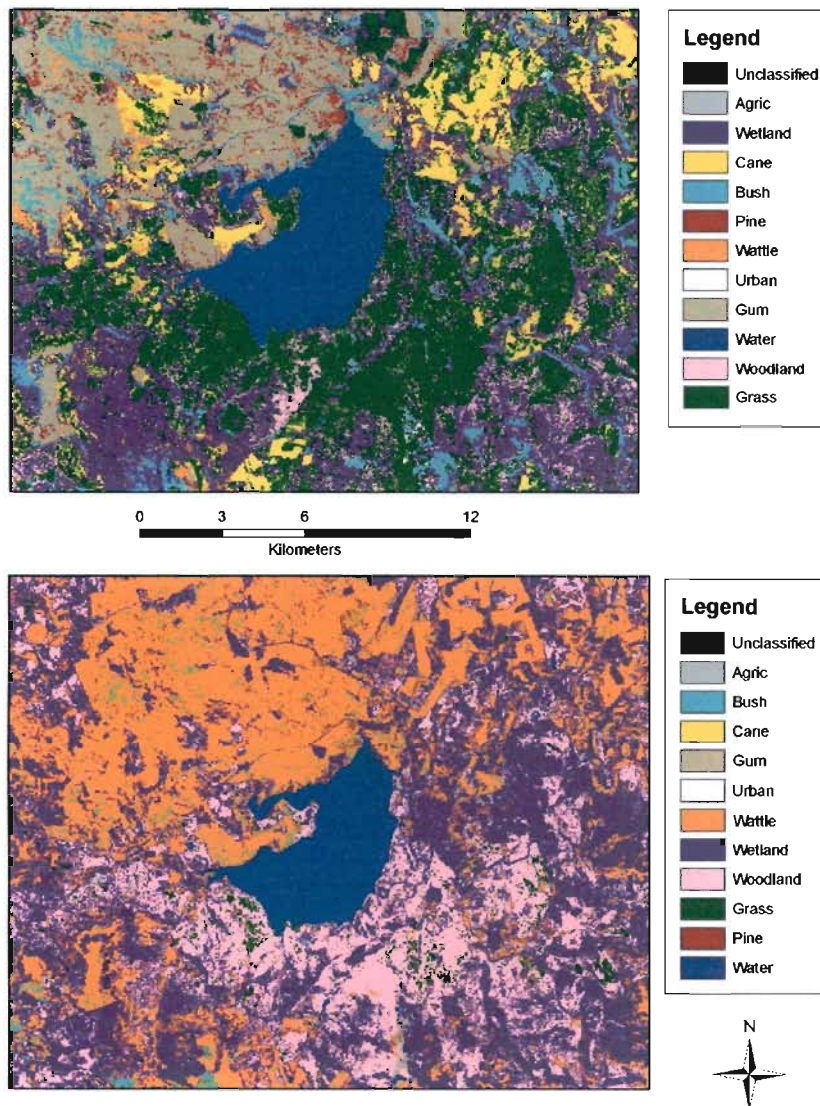 Legend
Unclassified
Agric
Wetland
Cane
Bush
Pine
Wattle
Urban
Gum
Water
Woodland
Grass
0 3 6 12
Kilometers
Legend
Unclassified
Agric
Bush
Cane
Gum
Urban
Wattle
Wetland
Woodland
Grass
Pine
Water
N